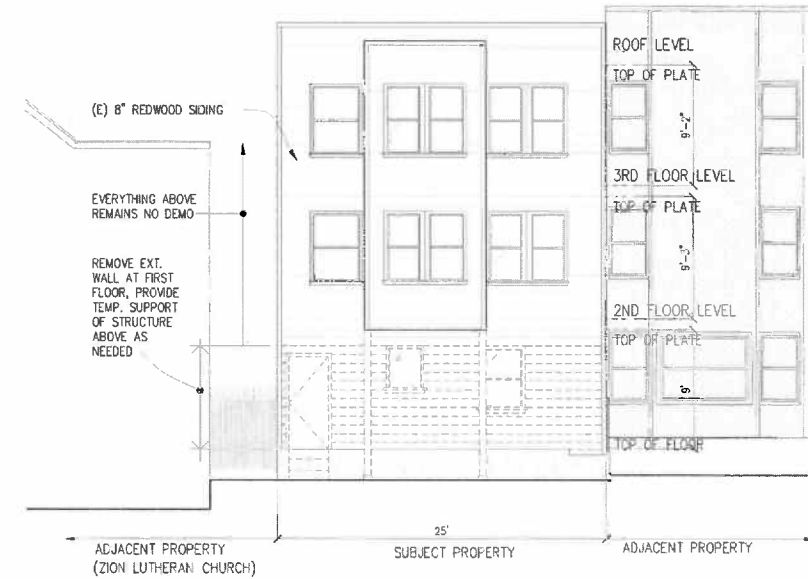 ROOF LEVEL
TOP OF PLATE
(E) 8" REDWOOD SIDING
9'-2"
3RD FLOOR LEVEL
TOP OF PLATE
EVERYTHING ABOVE
REMAINS NO DEMO
9'-3"
REMOVE EXT.
WALL AT FIRST
FLOOR, PROVIDE
TEMP. SUPPORT
OF STRUCTURE
ABOVE AS
NEEDED
2ND FLOOR LEVEL
TOP OF PLATE
9'
TOP OF FLOOR
25'
ADJACENT PROPERTY
(ZION LUTHERAN CHURCH)
SUBJECT PROPERTY
ADJACENT PROPERTY